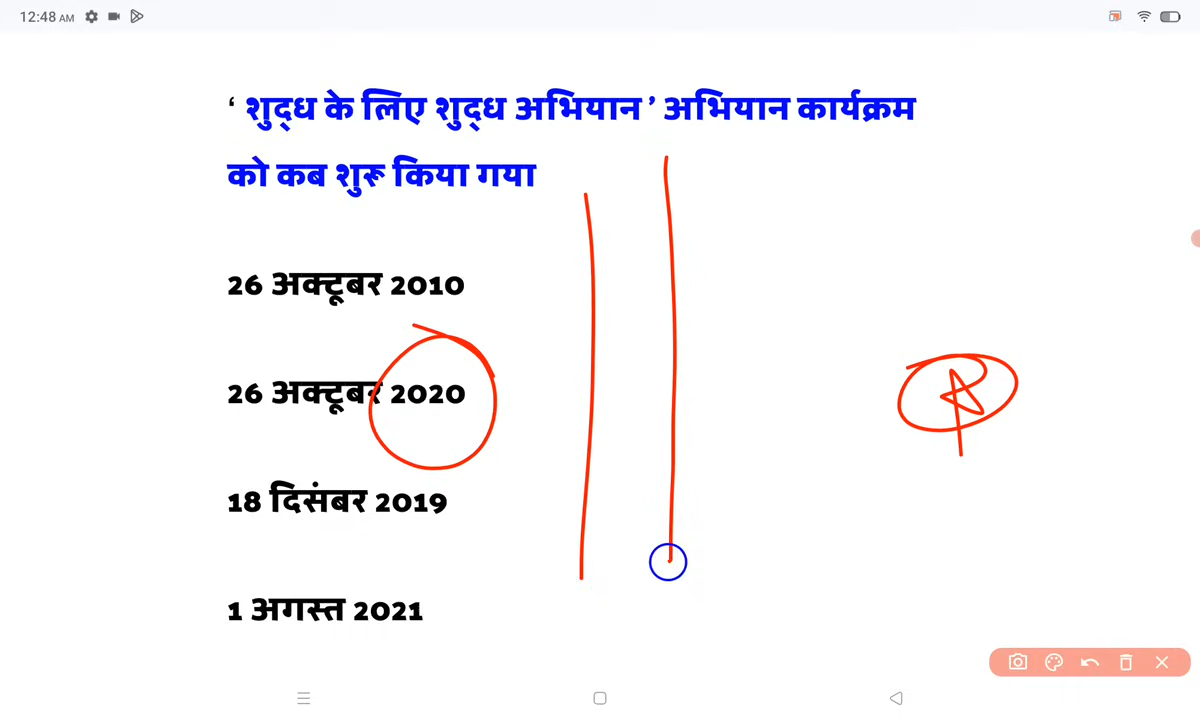 12:48 AM
‘ शुद्ध के लिए शुद्ध अभियान ’ अभियान कार्यक्रम
को कब शुरू किया गया
26 अक्टूबर 2010
26 अक्टूबर 2020
18 दिसंबर 2019
1 अगस्त 2021